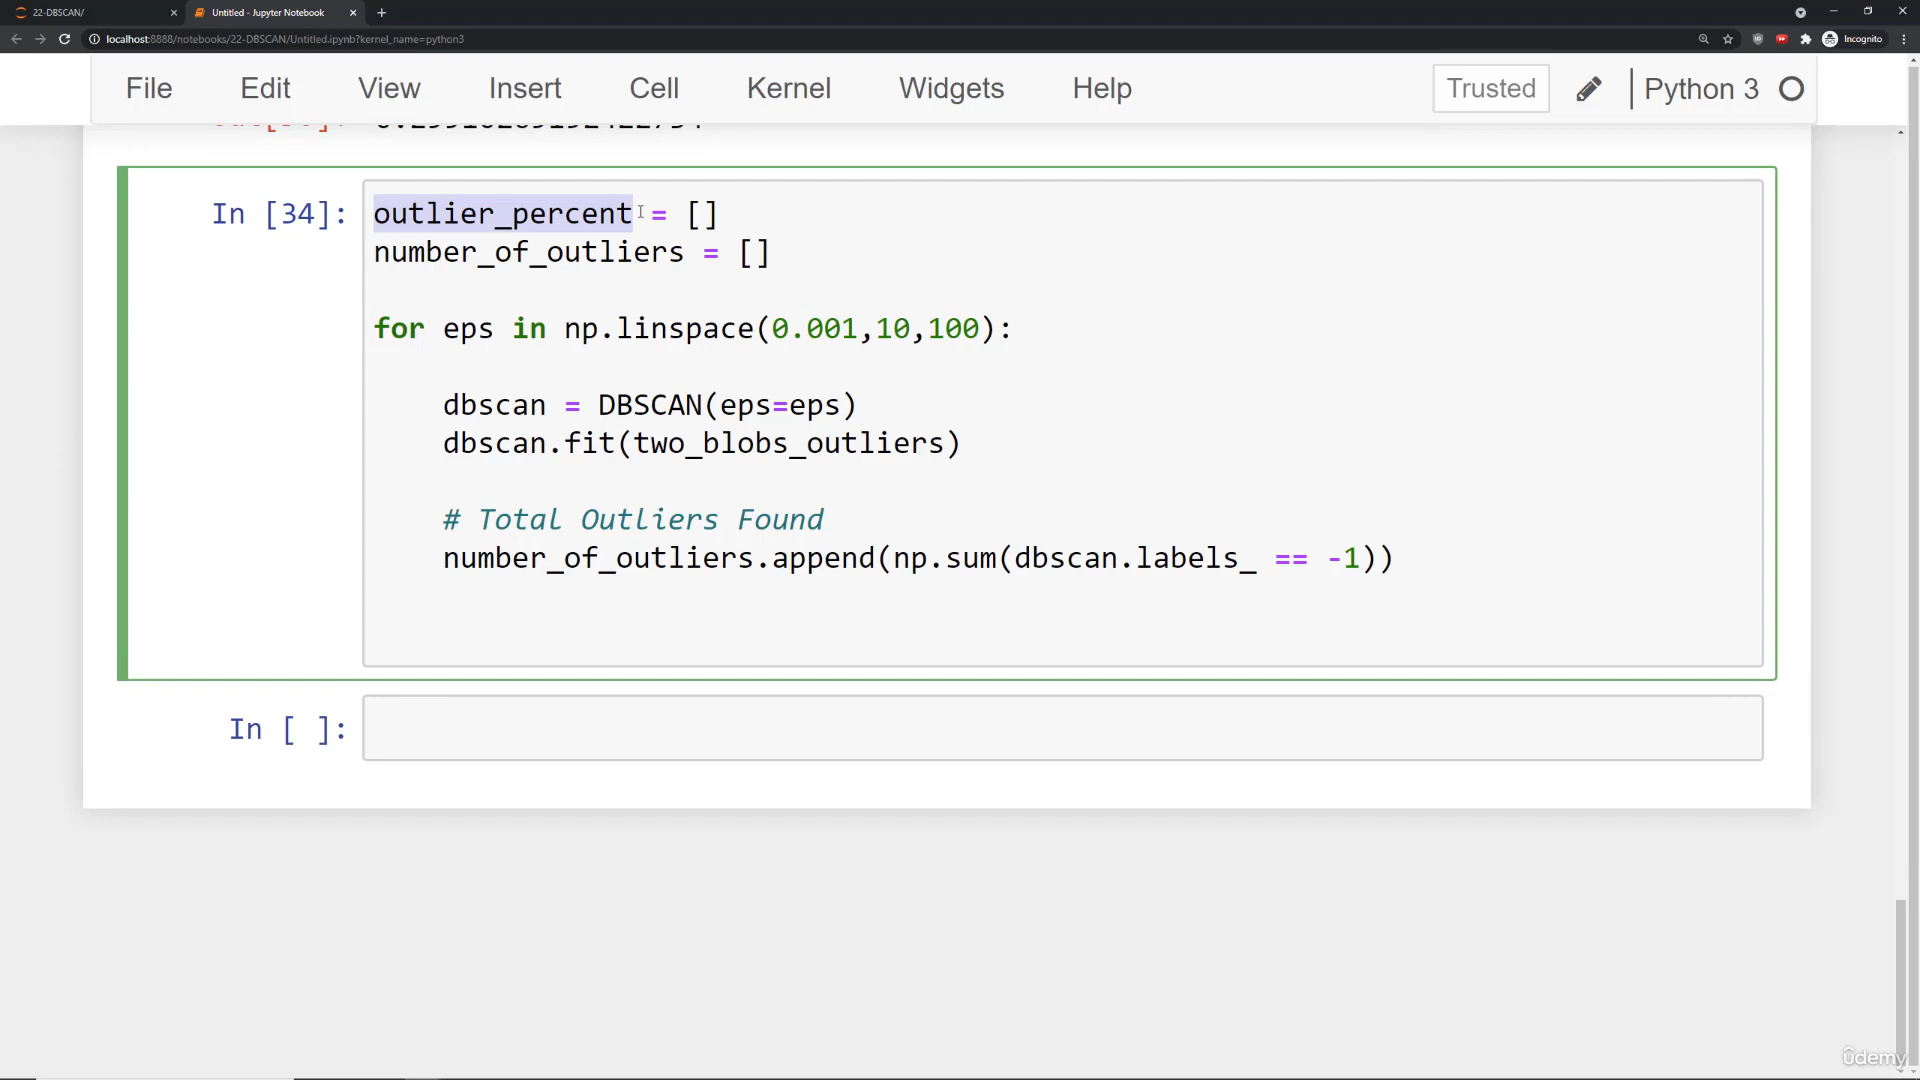 22-DBSCAN/
Untitled - Jupyter Notebook
localhost:8888/notebooks/22-DBSCAN/Untitled.ipynb?kernel_name=python3
Incognito
File Edit View Insert Cell Kernel Widgets Help Trusted Python 3
In [34]: outlier_percent = []
number_of_outliers = []
for eps in np.linspace(0.001,10,100):
dbscan = DBSCAN(eps=eps)
dbscan.fit(two_blobs_outliers)
# Total Outliers Found
number_of_outliers.append(np.sum(dbscan.labels_ == -1))
In [ ]:
ûdemy